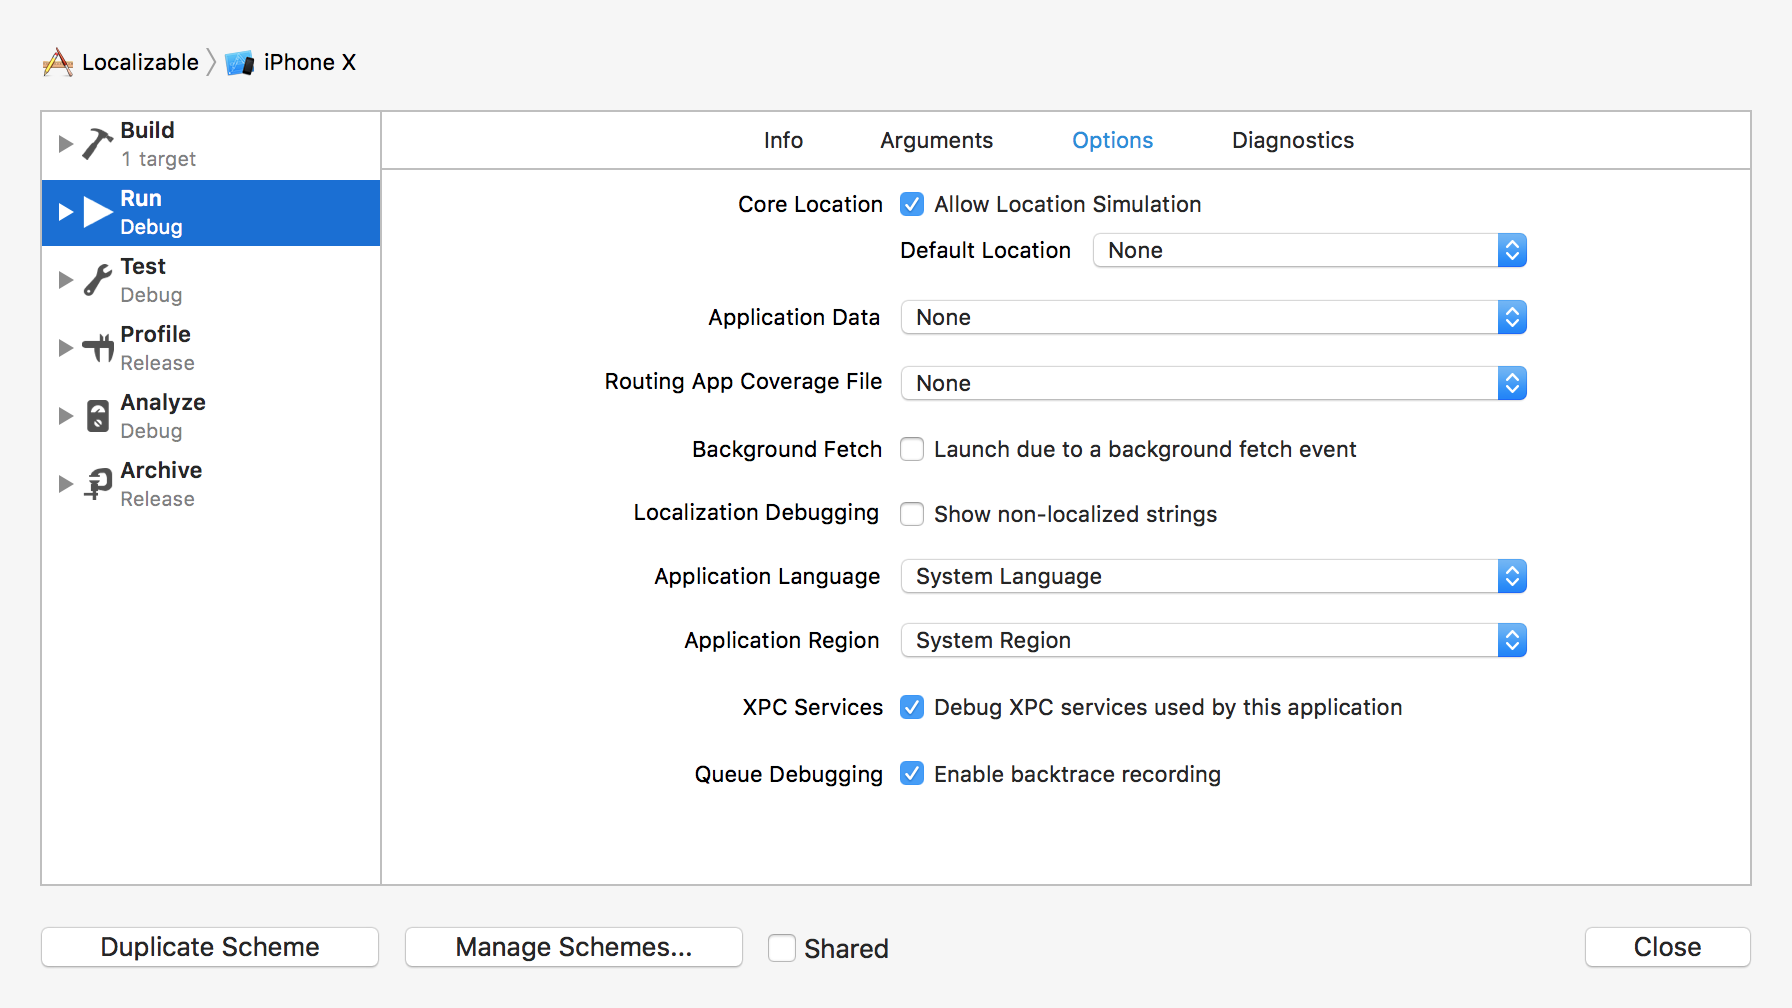 Localizable iPhone X
Build
1 target
Run
Debug
Test
Debug
Profile
Release
Analyze
Debug
Archive
Release
Info Arguments Options Diagnostics
Core Location Allow Location Simulation
Default Location None
Application Data None
Routing App Coverage File None
Background Fetch Launch due to a background fetch event
Localization Debugging Show non-localized strings
Application Language System Language
Application Region System Region
XPC Services Debug XPC services used by this application
Queue Debugging Enable backtrace recording
Duplicate Scheme Manage Schemes... Shared Close